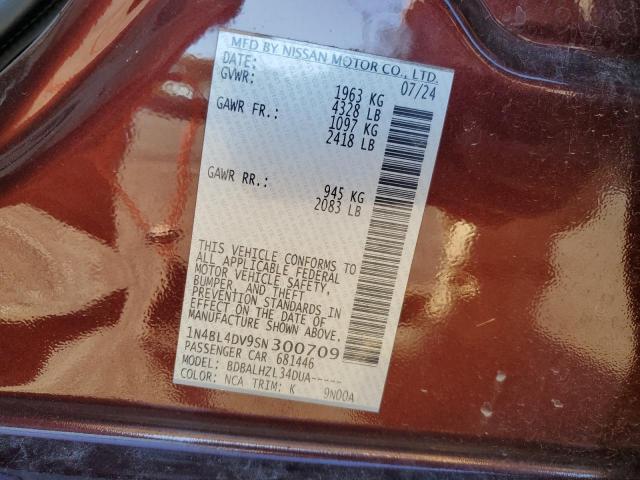 MFD BY NISSAN MOTOR CO., LTD.
DATE: 07/24
GVWR: 1963 KG
4328 LB
GAWR FR.: 1097 KG
2418 LB
GAWR RR.: 945 KG
2083 LB
THIS VEHICLE CONFORMS TO
ALL APPLICABLE FEDERAL
MOTOR VEHICLE SAFETY,
BUMPER, AND THEFT
PREVENTION STANDARDS IN
EFFECT ON THE DATE OF
MANUFACTURE SHOWN ABOVE.
1N4BL4DV9SN300709
PASSENGER CAR 681446
MODEL: BDBALHZL34DUA-----
COLOR: NCA TRIM: K 9N00A